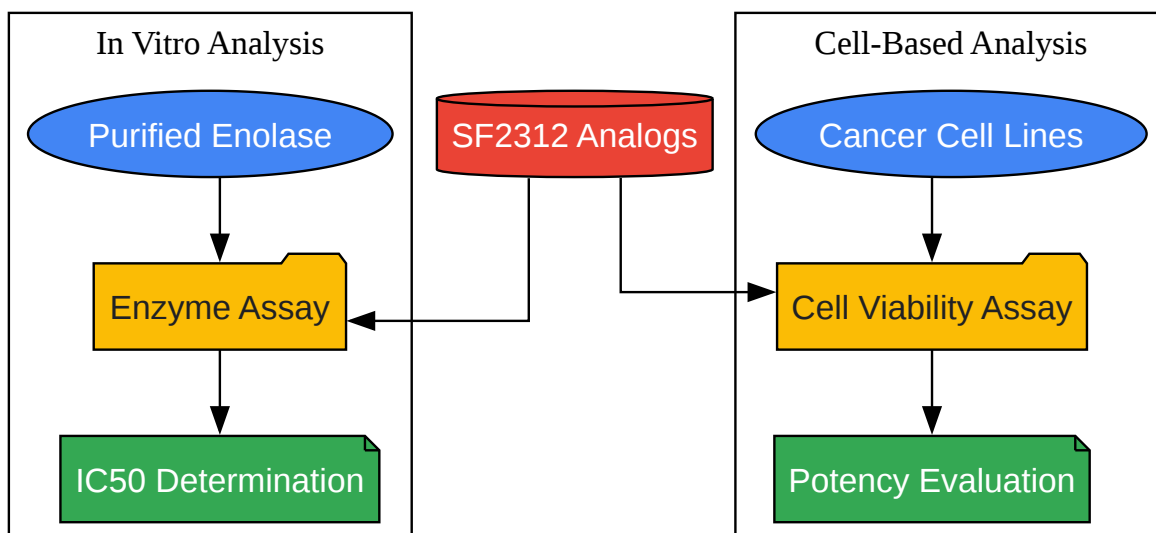 In Vitro Analysis
Cell-Based Analysis
Purified Enolase
SF2312 Analogs
Cancer Cell Lines
Enzyme Assay
Cell Viability Assay
IC50 Determination
Potency Evaluation